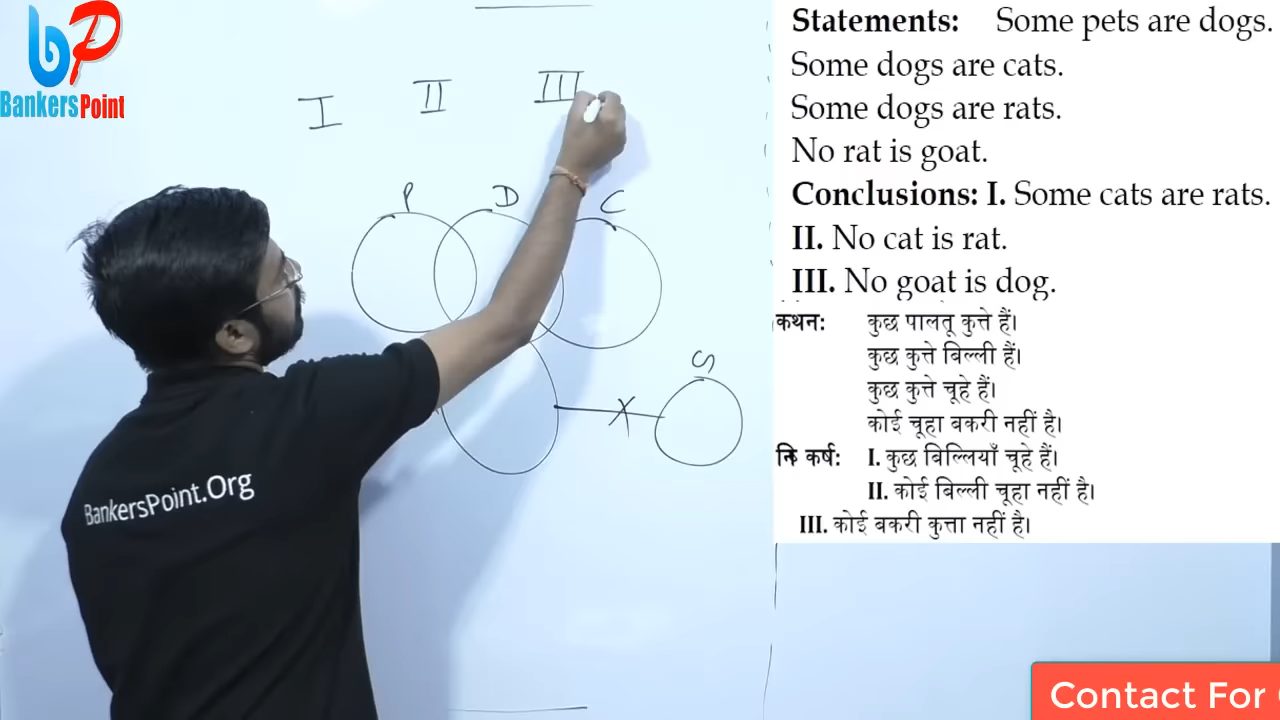 BankersPoint
I II III
P D C
G
BankersPoint.Org
Statements: Some pets are dogs.
Some dogs are cats.
Some dogs are rats.
No rat is goat.
Conclusions: I. Some cats are rats.
II. No cat is rat.
III. No goat is dog.
कथन: कुछ पालतू कुत्ते हैं।
कुछ कुत्ते बिल्ली हैं।
कुछ कुत्ते चूहे हैं।
कोई चूहा बकरी नहीं है।
निकर्ष: I. कुछ बिल्लियाँ चूहे हैं।
II. कोई बिल्ली चूहा नहीं है।
III. कोई बकरी कुत्ता नहीं है।
Contact For